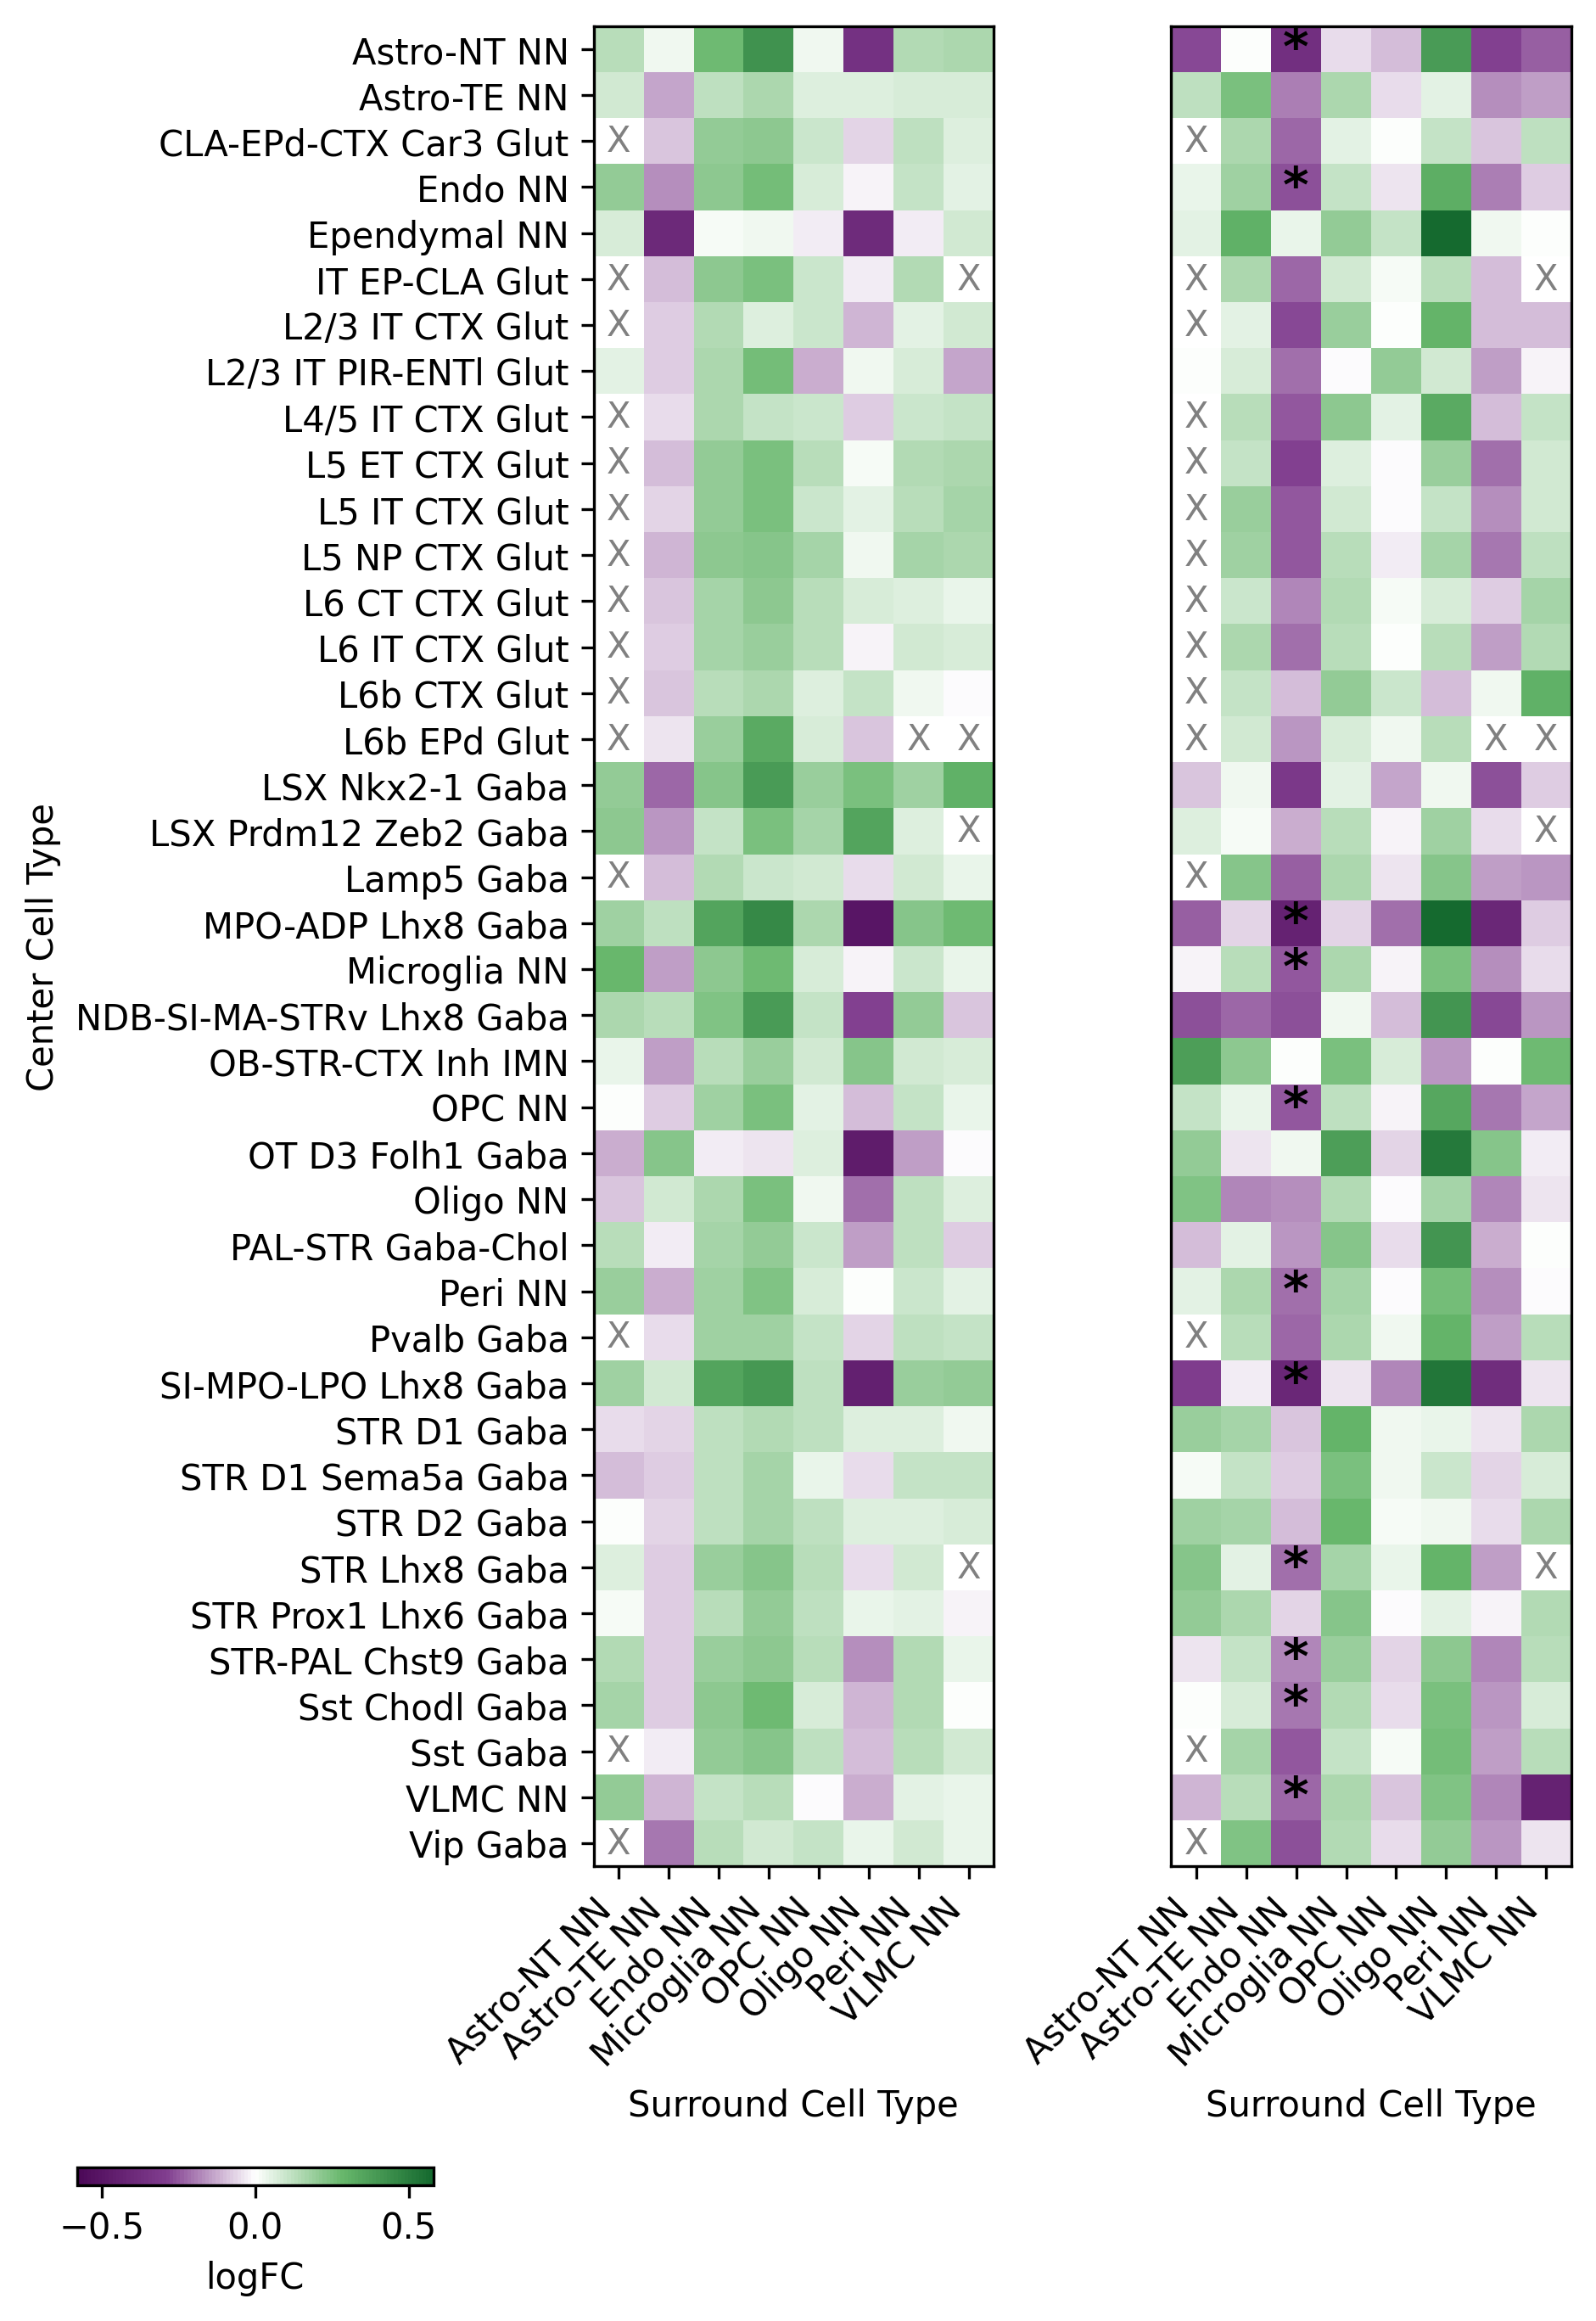 Center Cell Type
Astro-NT NN
Astro-TE NN
CLA-EPd-CTX Car3 Glut X X
Endo NN
Ependymal NN
IT EP-CLA Glut X X X X
L2/3 IT CTX Glut X X
L2/3 IT PIR-ENTl Glut
L4/5 IT CTX Glut X X
L5 ET CTX Glut X X
L5 IT CTX Glut X X
L5 NP CTX Glut X X
L6 CT CTX Glut X X
L6 IT CTX Glut X X
L6b CTX Glut X X
L6b EPd Glut X X X X X X
LSX Nkx2-1 Gaba
LSX Prdm12 Zeb2 Gaba X X
Lamp5 Gaba X X
MPO-ADP Lhx8 Gaba *
Microglia NN *
NDB-SI-MA-STRv Lhx8 Gaba
OB-STR-CTX Inh IMN
OPC NN *
OT D3 Folh1 Gaba
Oligo NN
PAL-STR Gaba-Chol
Peri NN *
Pvalb Gaba X X
SI-MPO-LPO Lhx8 Gaba *
STR D1 Gaba
STR D1 Sema5a Gaba
STR D2 Gaba
STR Lhx8 Gaba X * X
STR Prox1 Lhx6 Gaba
STR-PAL Chst9 Gaba *
Sst Chodl Gaba *
Sst Gaba X X
VLMC NN *
Vip Gaba X X
Astro-NT NN
Astro-TE NN
Endo NN
Microglia NN
OPC NN
Oligo NN
Peri NN
VLMC NN
Surround Cell Type
Astro-NT NN
Astro-TE NN
Endo NN
Microglia NN
OPC NN
Oligo NN
Peri NN
VLMC NN
Surround Cell Type
−0.5 0.0 0.5
logFC